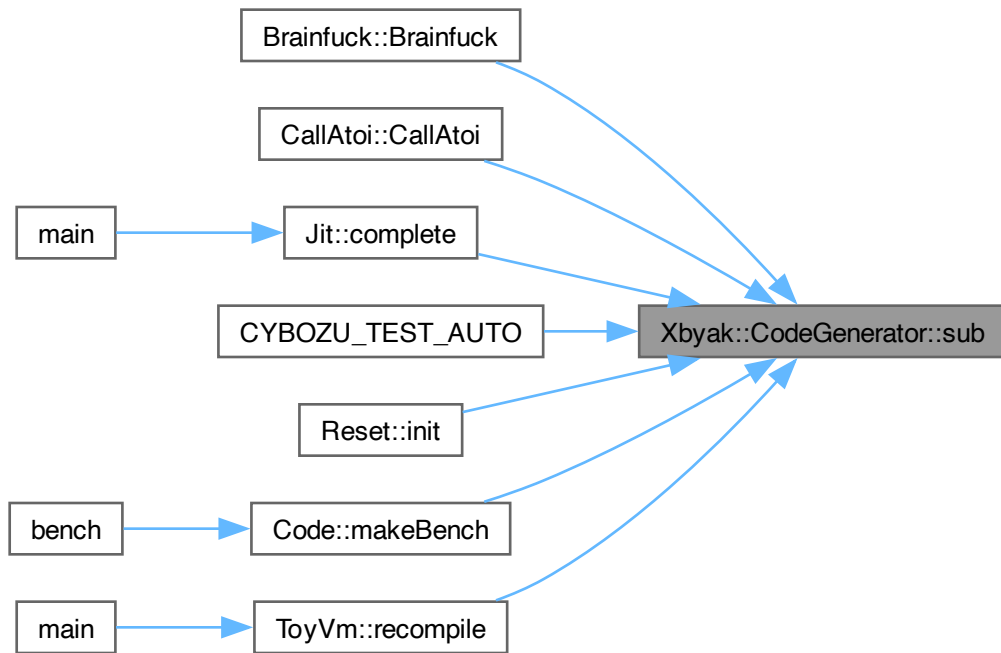 Brainfuck::Brainfuck
CallAtoi::CallAtoi
main
Jit::complete
CYBOZU_TEST_AUTO
Xbyak::CodeGenerator::sub
Reset::init
bench
Code::makeBench
main
ToyVm::recompile